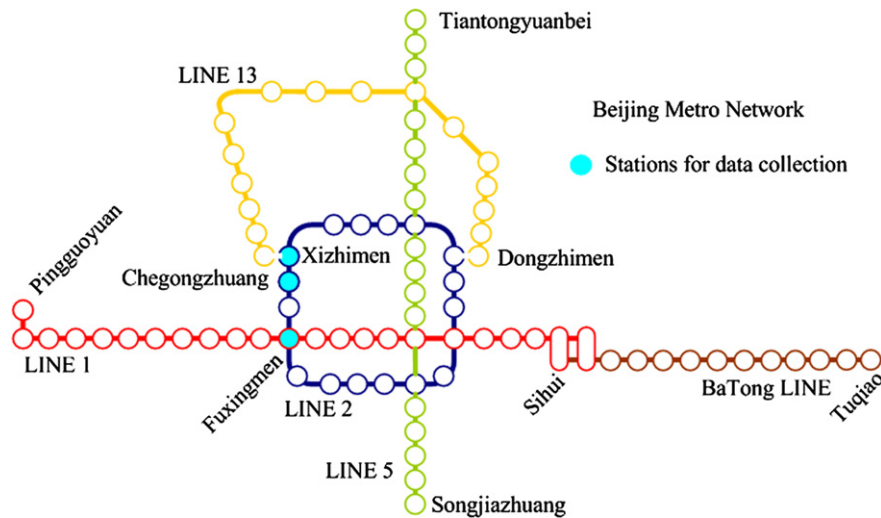 Tiantongyuanbei
LINE 13
Beijing Metro Network
Stations for data collection
Pingguoyuan
Xizhimen
Dongzhimen
Chegongzhuang
LINE 1
Fuxingmen
LINE 2
Sihui
BaTong LINE
Tuqiao
LINE 5
Songjiazhuang